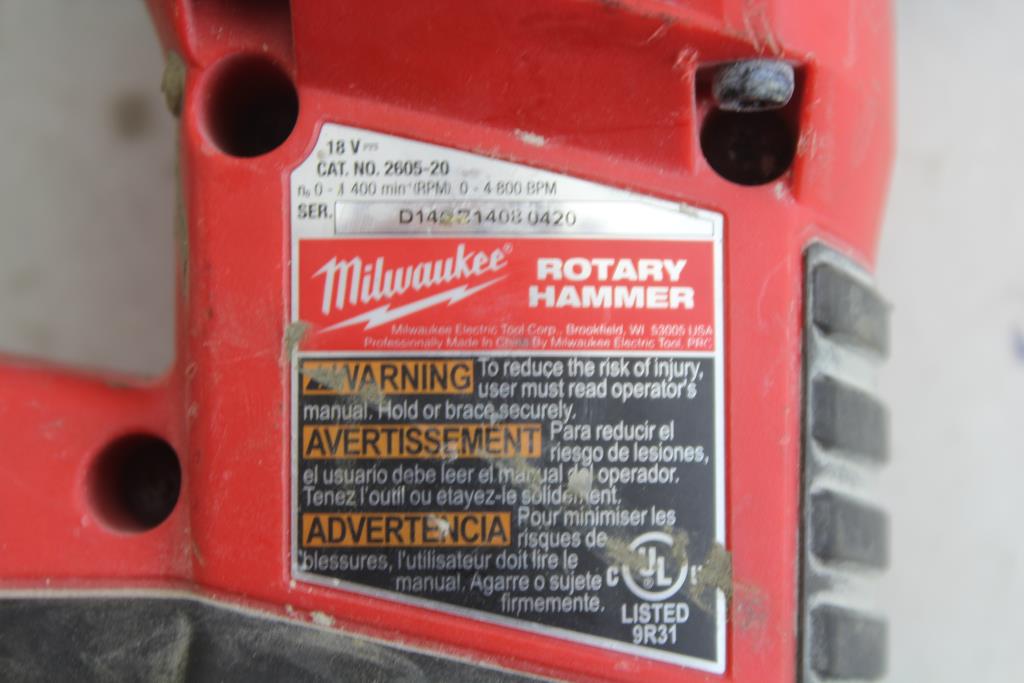 18 V
CAT. NO. 2605-20
n₀ 0 - 1 400 min⁻¹(RPM) 0 - 4 800 BPM
SER. 0420
Milwaukee®
ROTARY
HAMMER
Milwaukee Electric Tool Corp., Brookfield, WI 53005 USA
Professionally Made In China By Milwaukee Electric Tool, PRC
WARNING To reduce the risk of injury,
user must read operator's
manual. Hold or brace securely.
AVERTISSEMENT Para reducir el
riesgo de lesiones,
el usuario debe leer el manual del operador.
Tenez l'outil ou etayez-le solidement.
ADVERTENCIA Pour minimiser les
risques de
blessures, l'utilisateur doit lire le
manual. Agarre o sujete
firmemente.
C UL ®
LISTED
9R31